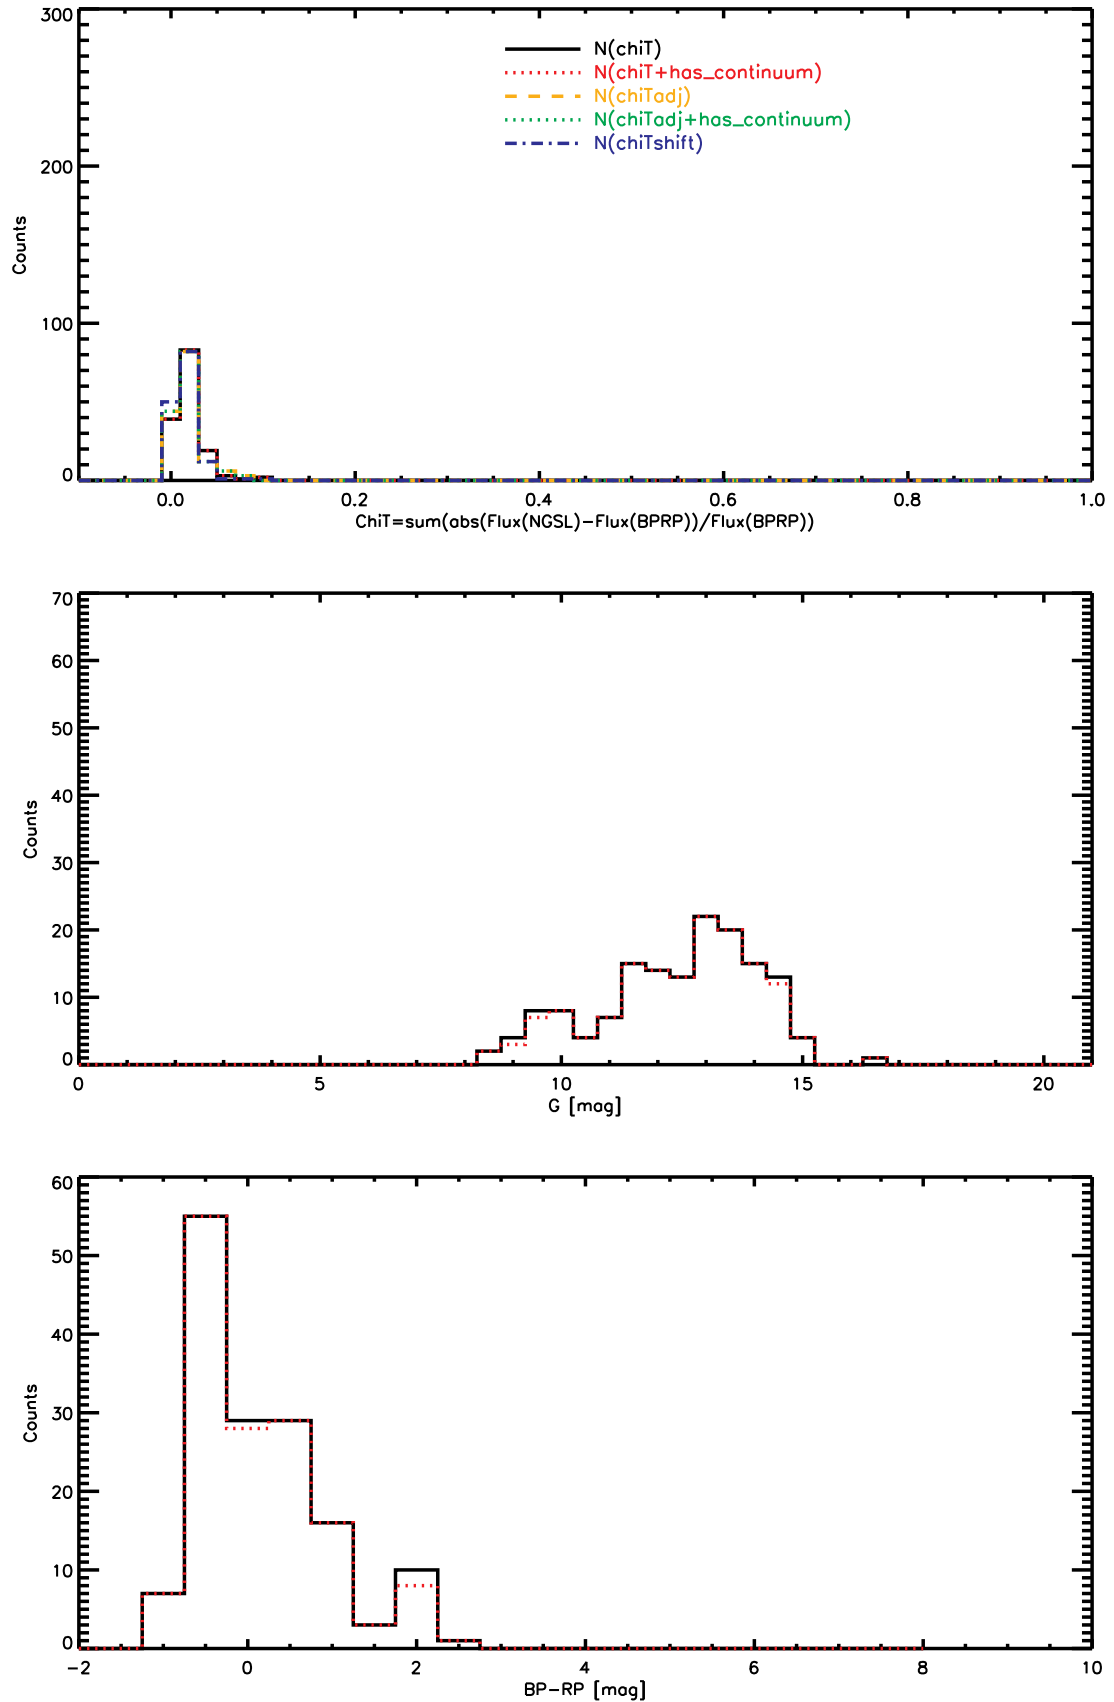 300
200
100
0
Counts
N(chiT)
N(chiT+has_continuum)
N(chiTadj)
N(chiTadj+has_continuum)
N(chiTshift)
0.0 0.2 0.4 0.6 0.8 1.0
ChiT=sum(abs(Flux(NGSL)-Flux(BPRP))/Flux(BPRP))
70
60
50
40
30
20
10
0
Counts
0 5 10 15 20
G [mag]
60
50
40
30
20
10
0
Counts
-2 0 2 4 6 8 10
BP-RP [mag]